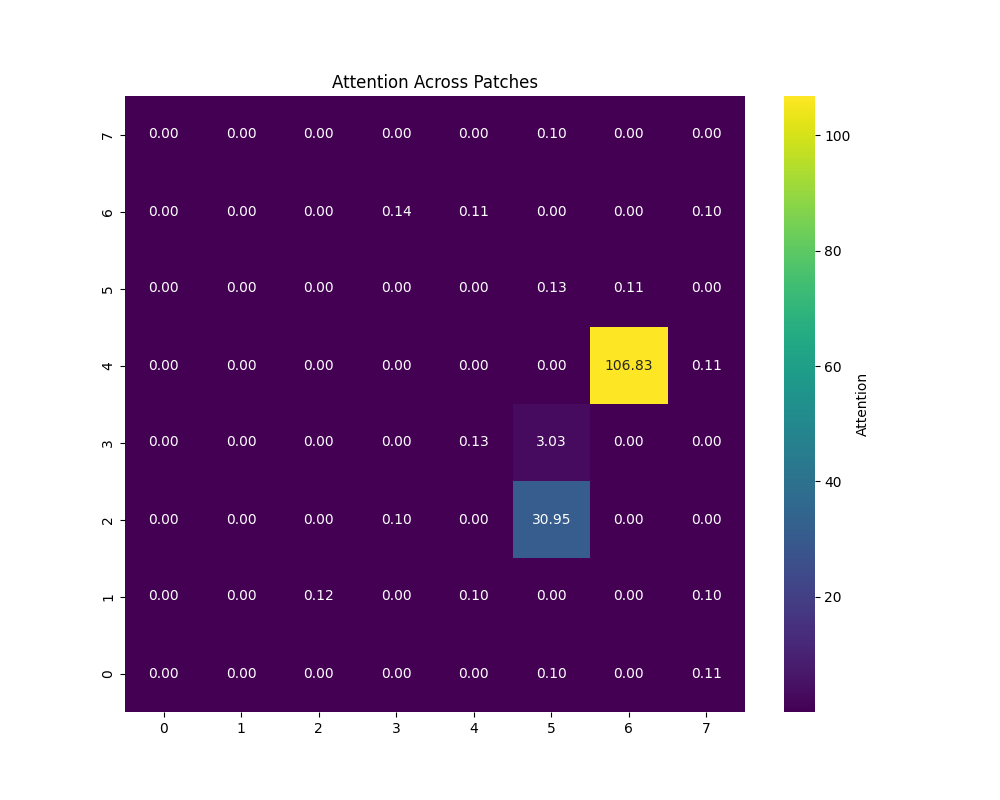 Attention Across Patches
7 0.00 0.00 0.00 0.00 0.00 0.10 0.00 0.00
6 0.00 0.00 0.00 0.14 0.11 0.00 0.00 0.10
5 0.00 0.00 0.00 0.00 0.00 0.13 0.11 0.00
4 0.00 0.00 0.00 0.00 0.00 0.00 106.83 0.11
3 0.00 0.00 0.00 0.00 0.13 3.03 0.00 0.00
2 0.00 0.00 0.00 0.10 0.00 30.95 0.00 0.00
1 0.00 0.00 0.12 0.00 0.10 0.00 0.00 0.10
0 0.00 0.00 0.00 0.00 0.00 0.10 0.00 0.11
0 1 2 3 4 5 6 7
100
80
60
40
20
Attention